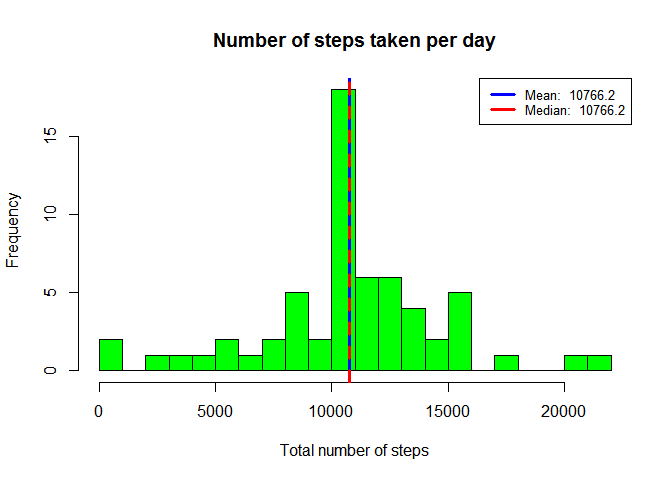 Number of steps taken per day
Mean: 10766.2
Median: 10766.2
Frequency
15
10
5
0
0 5000 10000 15000 20000
Total number of steps